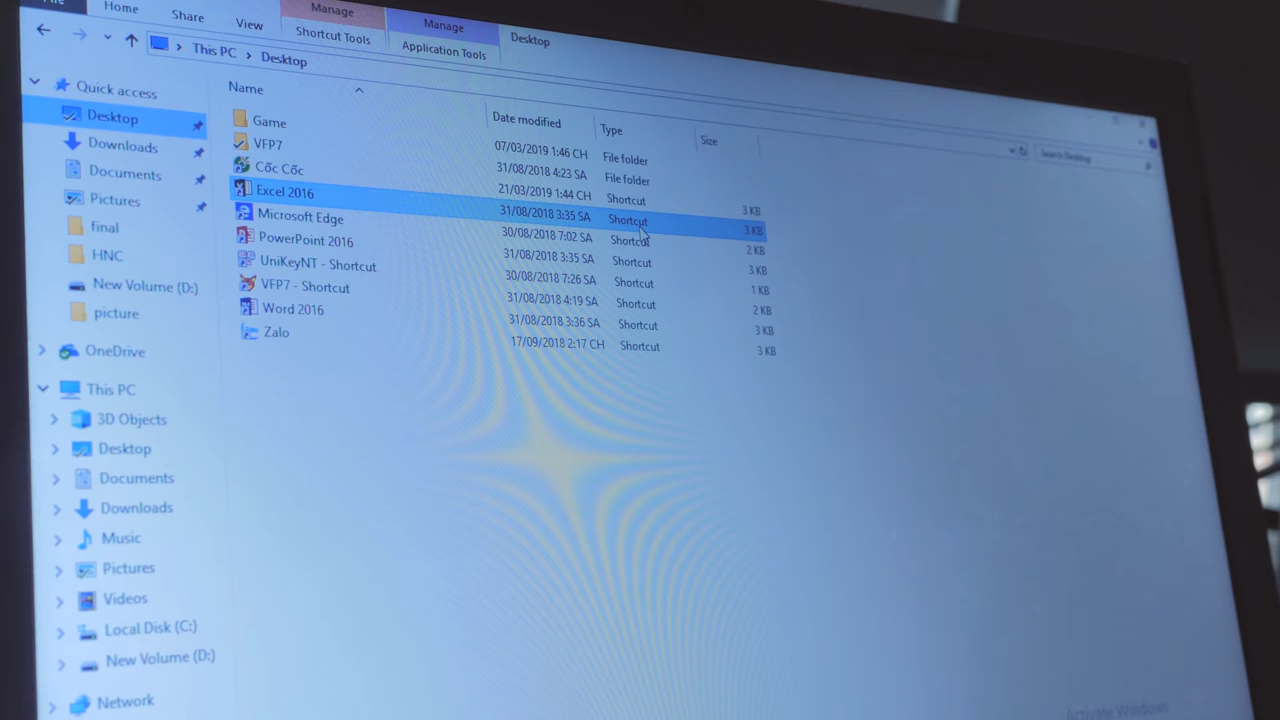 Home Share View Manage Manage Desktop
Shortcut Tools Application Tools
This PC > Desktop
Search Desktop
Name Date modified Type Size
Game 07/03/2019 1:46 CH File folder
VFP7 31/08/2018 4:23 SA File folder
Cốc Cốc 21/03/2019 1:44 CH Shortcut 3 KB
Excel 2016 31/08/2018 3:35 SA Shortcut 3 KB
Microsoft Edge 30/08/2018 7:02 SA Shortcut 2 KB
PowerPoint 2016 31/08/2018 3:35 SA Shortcut 3 KB
UniKeyNT - Shortcut 30/08/2018 7:26 SA Shortcut 1 KB
VFP7 - Shortcut 31/08/2018 4:19 SA Shortcut 2 KB
Word 2016 31/08/2018 3:36 SA Shortcut 3 KB
Zalo 17/09/2018 2:17 CH Shortcut 3 KB
Quick access
Desktop
Downloads
Documents
Pictures
final
HNC
New Volume (D:)
picture
OneDrive
This PC
3D Objects
Desktop
Documents
Downloads
Music
Pictures
Videos
Local Disk (C:)
New Volume (D:)
Network
Activate Windows